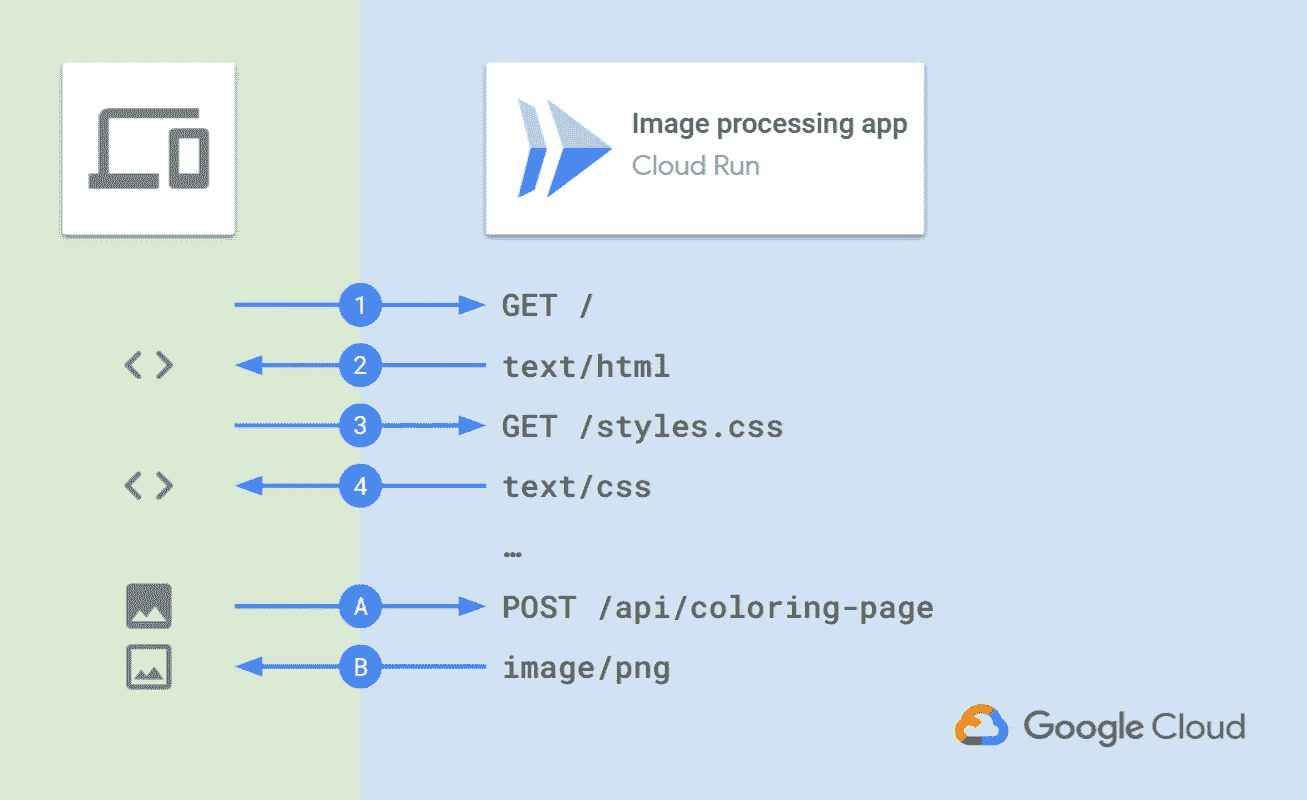 Image processing app
Cloud Run
1 GET /
2 text/html
3 GET /styles.css
4 text/css
…
A POST /api/coloring-page
B image/png
Google Cloud